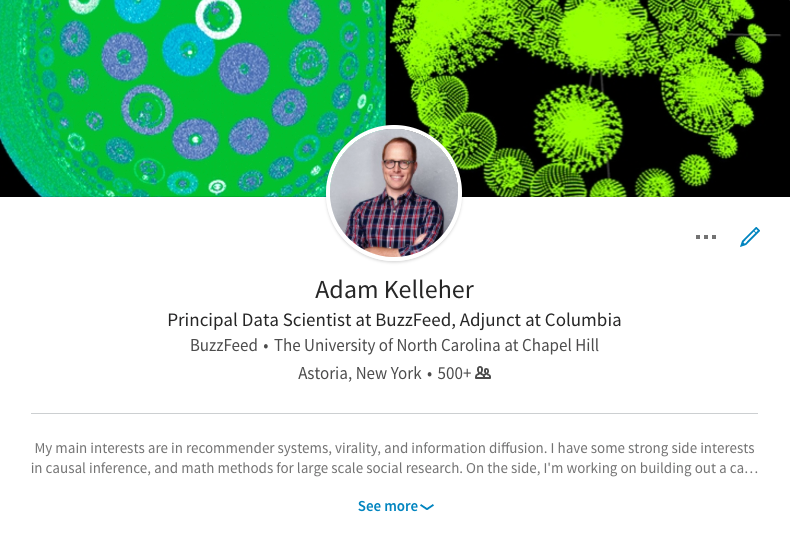 Adam Kelleher
Principal Data Scientist at BuzzFeed, Adjunct at Columbia
BuzzFeed • The University of North Carolina at Chapel Hill
Astoria, New York • 500+
My main interests are in recommender systems, virality, and information diffusion. I have some strong side interests
in causal inference, and math methods for large scale social research. On the side, I'm working on building out a ca…
See more